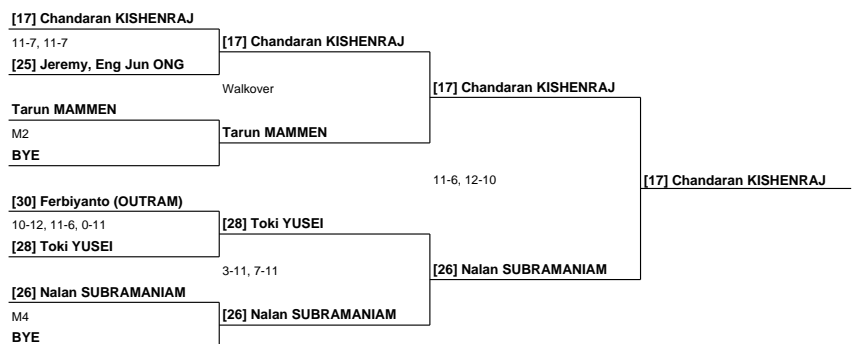 [17] Chandaran KISHENRAJ
11-7, 11-7
[17] Chandaran KISHENRAJ
[25] Jeremy, Eng Jun ONG
Walkover
[17] Chandaran KISHENRAJ
Tarun MAMMEN
M2
Tarun MAMMEN
BYE
11-6, 12-10
[17] Chandaran KISHENRAJ
[30] Ferbiyanto (OUTRAM)
10-12, 11-6, 0-11
[28] Toki YUSEI
[28] Toki YUSEI
3-11, 7-11
[26] Nalan SUBRAMANIAM
[26] Nalan SUBRAMANIAM
M4
[26] Nalan SUBRAMANIAM
BYE